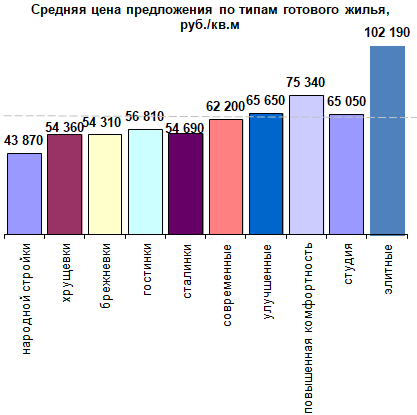 Средняя цена предложения по типам готового жилья,
руб./кв.м
43 870
54 360
54 310
56 810
54 690
62 200
65 650
75 340
65 050
102 190
народной стройки
хрущевки
брежневки
гостинки
сталинки
современные
улучшенные
повышенная комфортность
студия
элитные